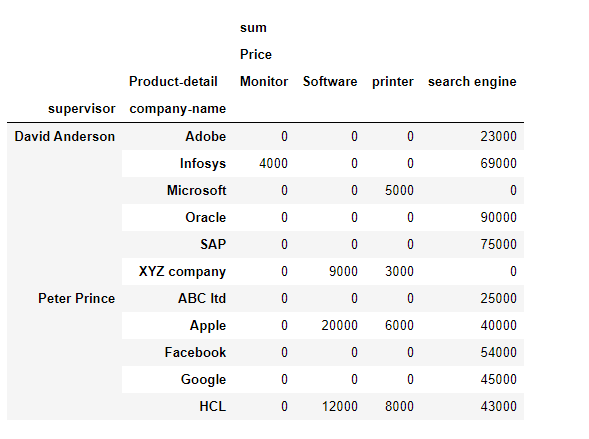 sum
Price
Product-detail Monitor Software printer search engine
supervisor company-name
David Anderson Adobe 0 0 0 23000
Infosys 4000 0 0 69000
Microsoft 0 0 5000 0
Oracle 0 0 0 90000
SAP 0 0 0 75000
XYZ company 0 9000 3000 0
Peter Prince ABC ltd 0 0 0 25000
Apple 0 20000 6000 40000
Facebook 0 0 0 54000
Google 0 0 0 45000
HCL 0 12000 8000 43000